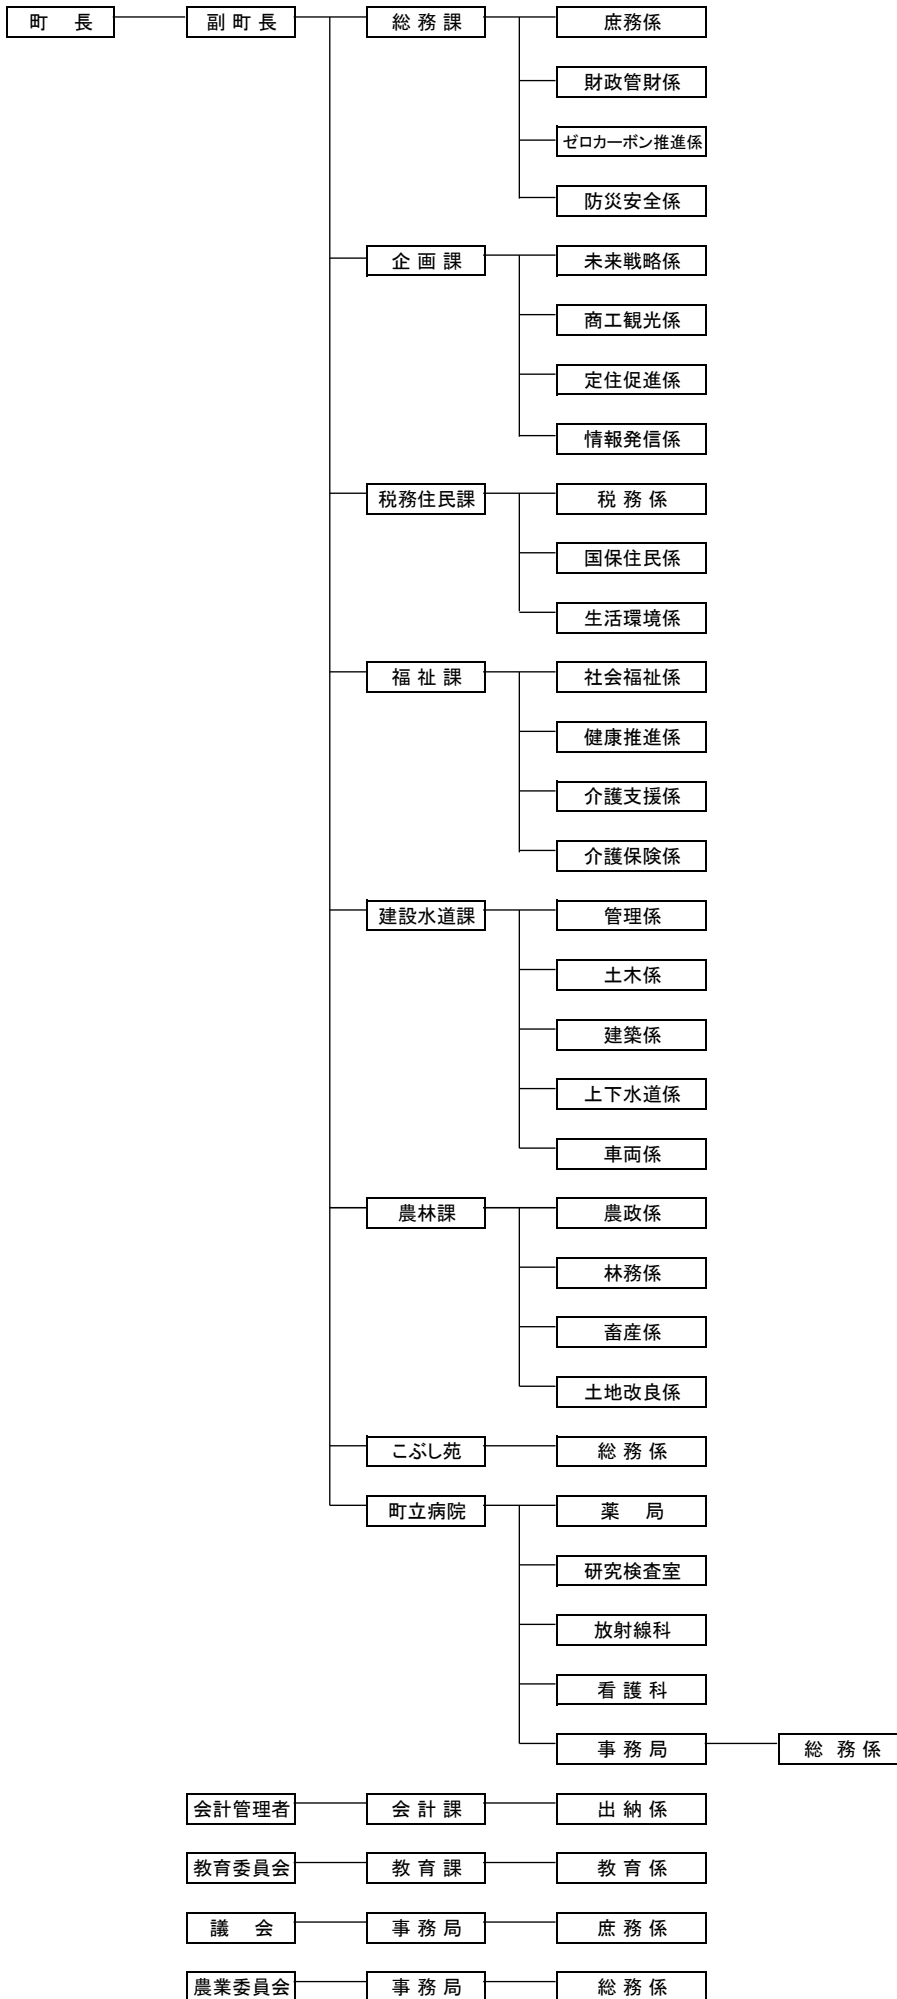 町 長 副町長 総務課 庶務係
財政管財係
ゼロカーボン推進係
防災安全係
企画課 未来戦略係
商工観光係
定住促進係
情報発信係
税務住民課 税務係
国保住民係
生活環境係
福祉課 社会福祉係
健康推進係
介護支援係
介護保険係
建設水道課 管理係
土木係
建築係
上下水道係
車両係
農林課 農政係
林務係
畜産係
土地改良係
こぶし苑 総務係
町立病院 薬 局
研究検査室
放射線科
看護科
事務局 総務係
会計管理者 会計課 出納係
教育委員会 教育課 教育係
議 会 事務局 庶務係
農業委員会 事務局 総務係